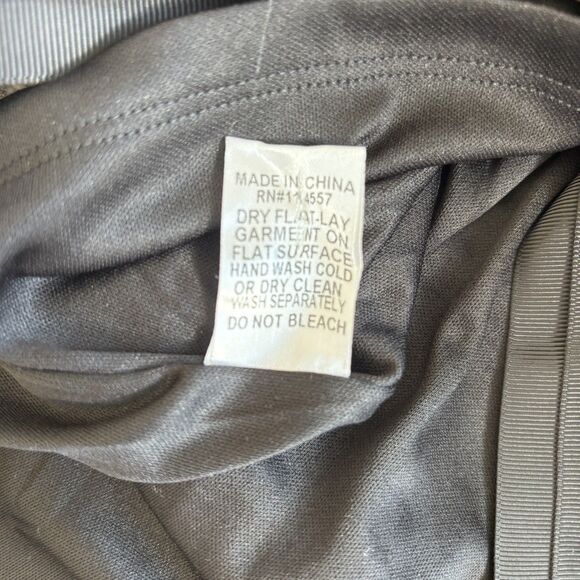 MADE IN CHINA
DRY FLAT-LAY
GARMENT ON
FLAT SURFACE
HAND WASH COLD
OR DRY CLEAN
WASH SEPARATELY
DO NOT BLEACH